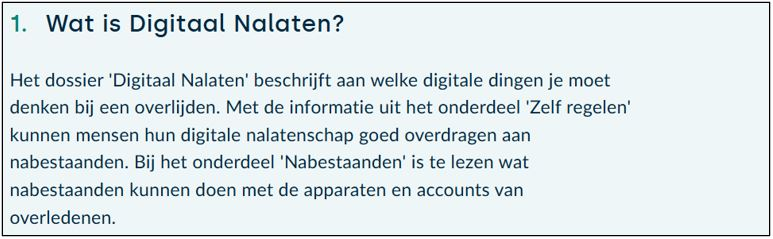 1. Wat is Digitaal Nalaten?
Het dossier 'Digitaal Nalaten' beschrijft aan welke digitale dingen je moet
denken bij een overlijden. Met de informatie uit het onderdeel 'Zelf regelen'
kunnen mensen hun digitale nalatenschap goed overdragen aan
nabestaanden. Bij het onderdeel 'Nabestaanden' is te lezen wat
nabestaanden kunnen doen met de apparaten en accounts van
overledenen.